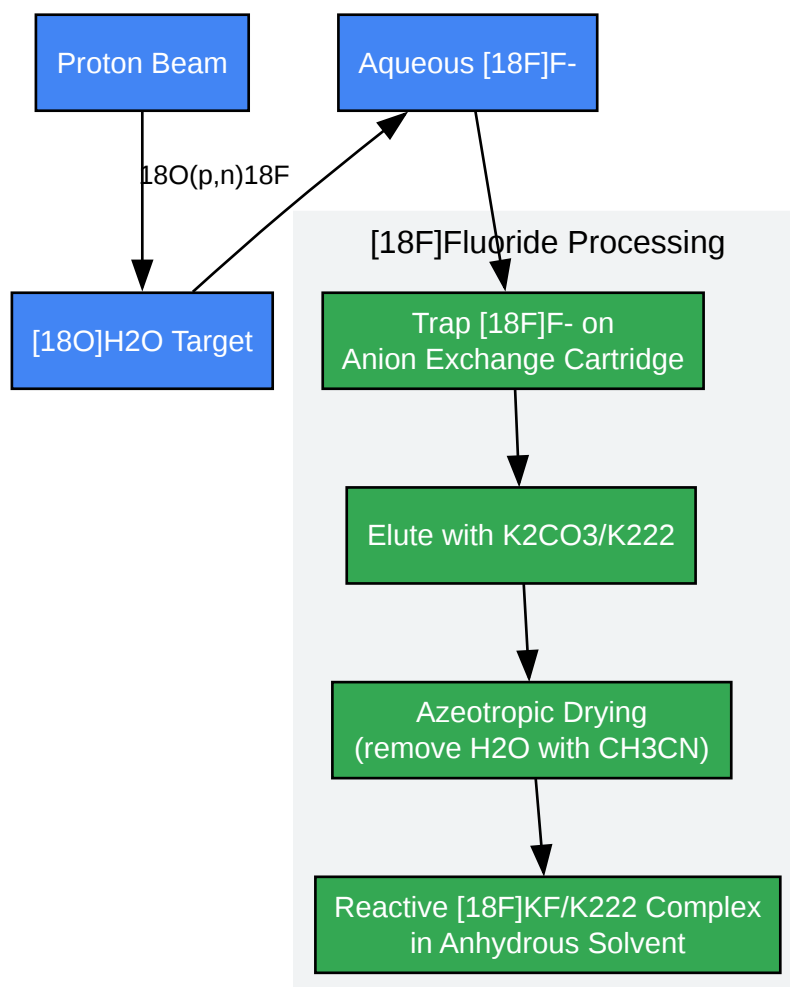 Proton Beam
Aqueous [18F]F-
18O(p,n)18F
[18F]Fluoride Processing
[18O]H2O Target
Trap [18F]F- on
Anion Exchange Cartridge
Elute with K2CO3/K222
Azeotropic Drying
(remove H2O with CH3CN)
Reactive [18F]KF/K222 Complex
in Anhydrous Solvent